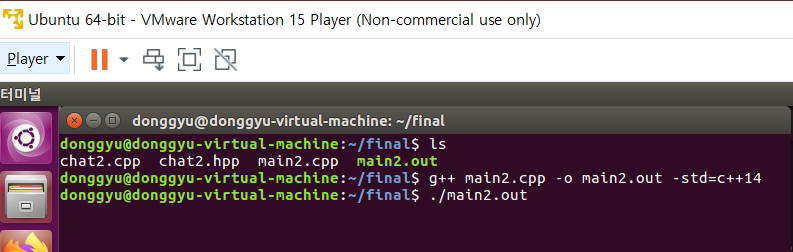 Ubuntu 64-bit - VMware Workstation 15 Player (Non-commercial use only)
Player
터미널
donggyu@donggyu-virtual-machine: ~/final
donggyu@donggyu-virtual-machine:~/final$ ls
chat2.cpp  chat2.hpp  main2.cpp  main2.out
donggyu@donggyu-virtual-machine:~/final$ g++ main2.cpp -o main2.out -std=c++14
donggyu@donggyu-virtual-machine:~/final$ ./main2.out